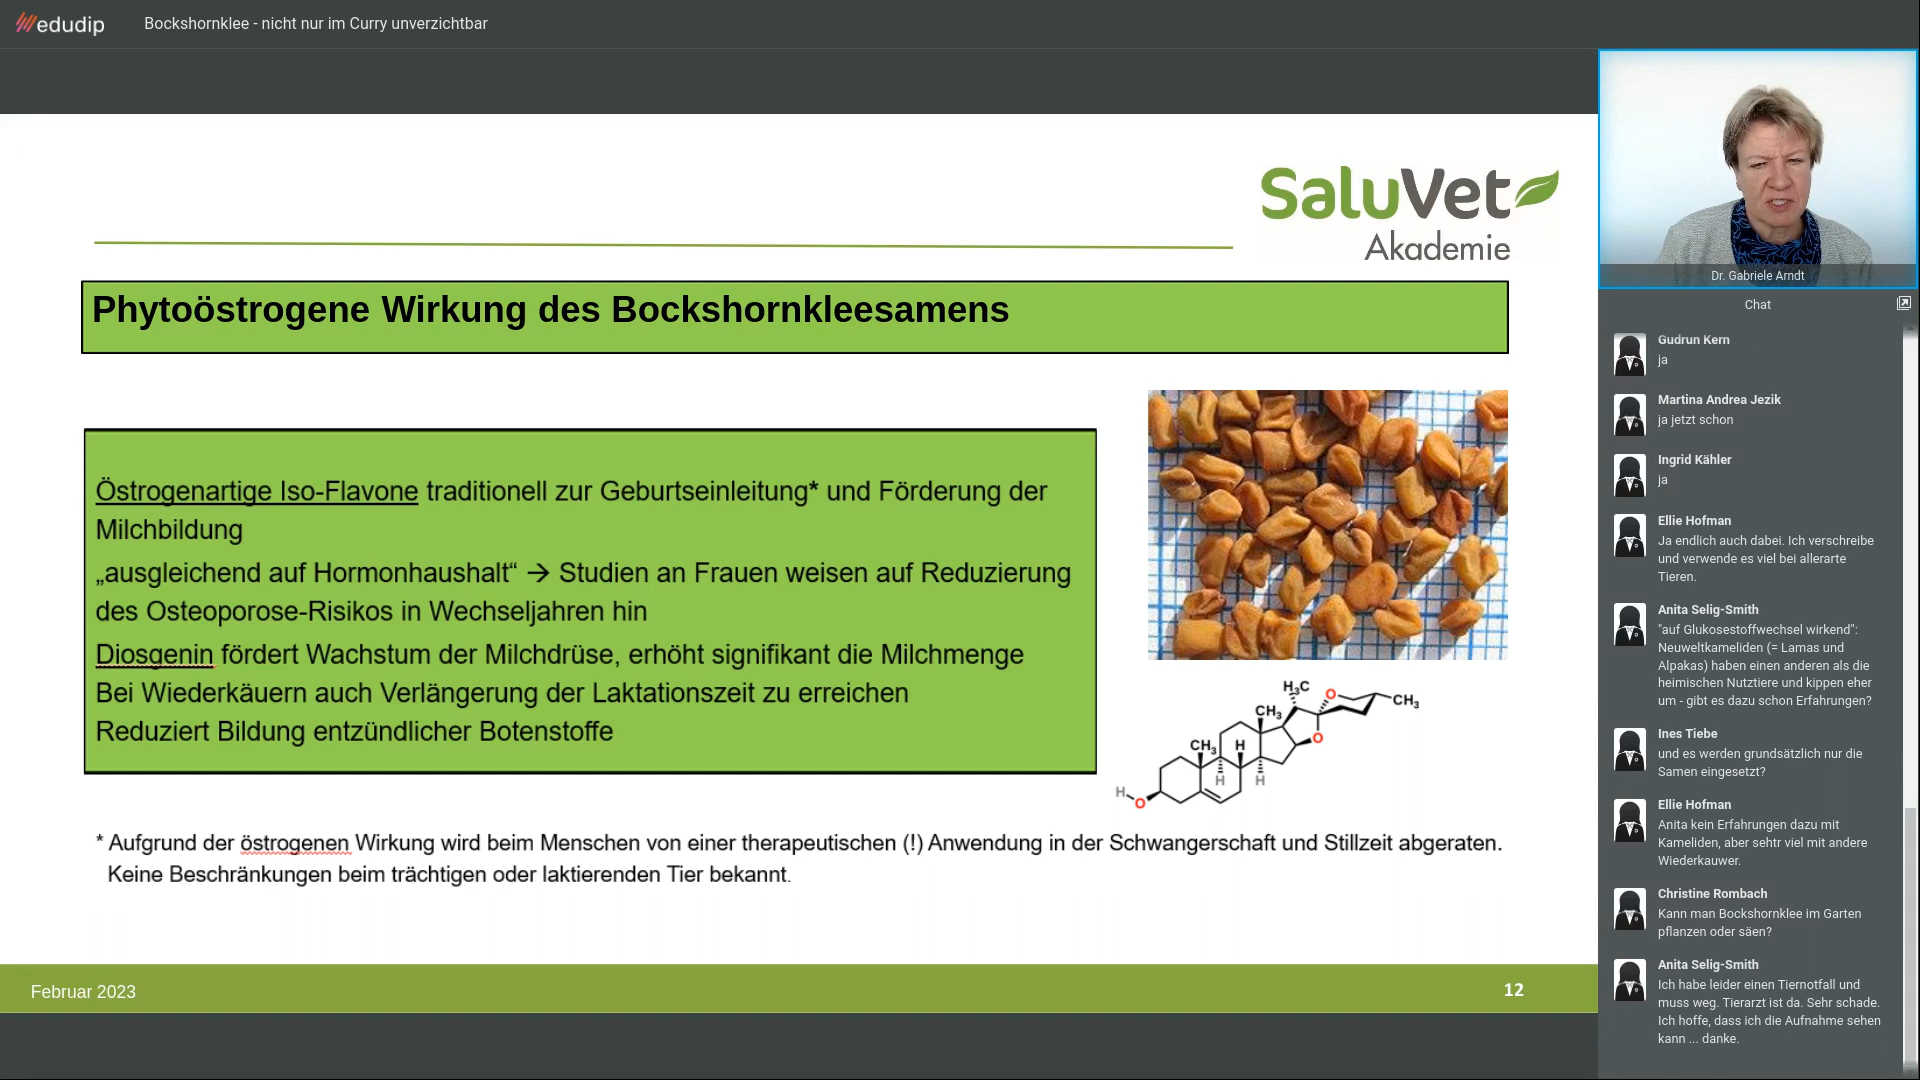 edudip
Bockshornklee - nicht nur im Curry unverzichtbar
SaluVet
Akademie
Phytoöstrogene Wirkung des Bockshornkleesamens
Östrogenartige Iso-Flavone traditionell zur Geburtseinleitung* und Förderung der
Milchbildung
„ausgleichend auf Hormonhaushalt“ → Studien an Frauen weisen auf Reduzierung
des Osteoporose-Risikos in Wechseljahren hin
Diosgenin fördert Wachstum der Milchdrüse, erhöht signifikant die Milchmenge
Bei Wiederkäuern auch Verlängerung der Laktationszeit zu erreichen
Reduziert Bildung entzündlicher Botenstoffe
H₃C
O
CH₃
CH₃
O
CH₃
H
H
H
H
O
* Aufgrund der östrogenen Wirkung wird beim Menschen von einer therapeutischen (!) Anwendung in der Schwangerschaft und Stillzeit abgeraten.
Keine Beschränkungen beim trächtigen oder laktierenden Tier bekannt.
Februar 2023
12
Dr. Gabriele Arndt
Chat
Gudrun Kern
ja
Martina Andrea Jezik
ja jetzt schon
Ingrid Kähler
ja
Ellie Hofman
Ja endlich auch dabei. Ich verschreibe
und verwende es viel bei allerarte
Tieren.
Anita Selig-Smith
"auf Glukosestoffwechsel wirkend":
Neuweltkameliden (= Lamas und
Alpakas) haben einen anderen als die
heimischen Nutztiere und kippen eher
um - gibt es dazu schon Erfahrungen?
Ines Tiebe
und es werden grundsätzlich nur die
Samen eingesetzt?
Ellie Hofman
Anita kein Erfahrungen dazu mit
Kameliden, aber sehtr viel mit andere
Wiederkauwer.
Christine Rombach
Kann man Bockshornklee im Garten
pflanzen oder säen?
Anita Selig-Smith
Ich habe leider einen Tiernotfall und
muss weg. Tierarzt ist da. Sehr schade.
Ich hoffe, dass ich die Aufnahme sehen
kann ... danke.